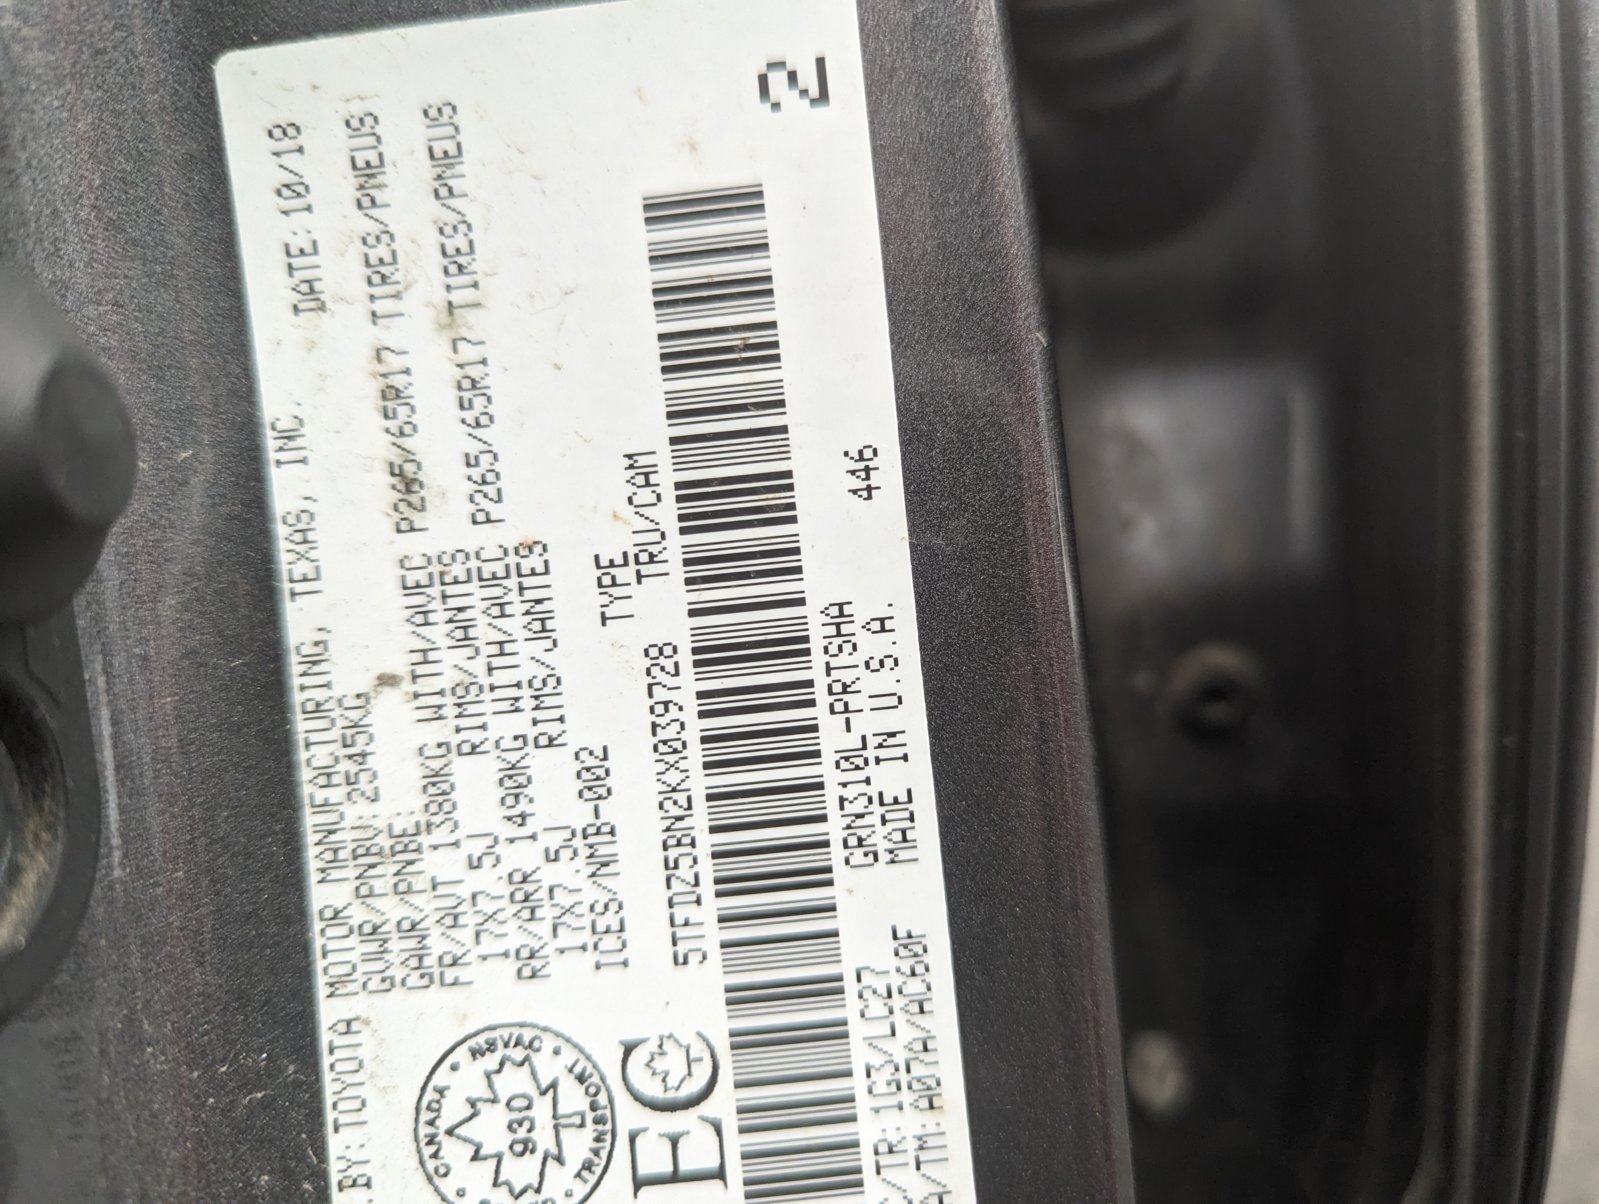 .BY: TOYOTA MOTOR MANUFACTURING, TEXAS, INC. DATE: 10/18
GVWR/PNBV: 2545KG
GAWR/PNBE:
FR/AVT 1380KG WITH/AVEC P265/65R17 TIRES/PNEUS
17X7.5J RIMS/JANTES
RR/ARR 1490KG WITH/AVEC P265/65R17 TIRES/PNEUS
17X7.5J RIMS/JANTES
ICES/NMB-002 TYPE
5TFDZ5BN2KX039728 TRU/CAM
2
CANADA • NSVAC • TRANSPORT
930
T
EC
/TR: 1G3/LC27 GRN310L-PRTSHA 446
A/TM: A07A/AC60F MADE IN U.S.A.